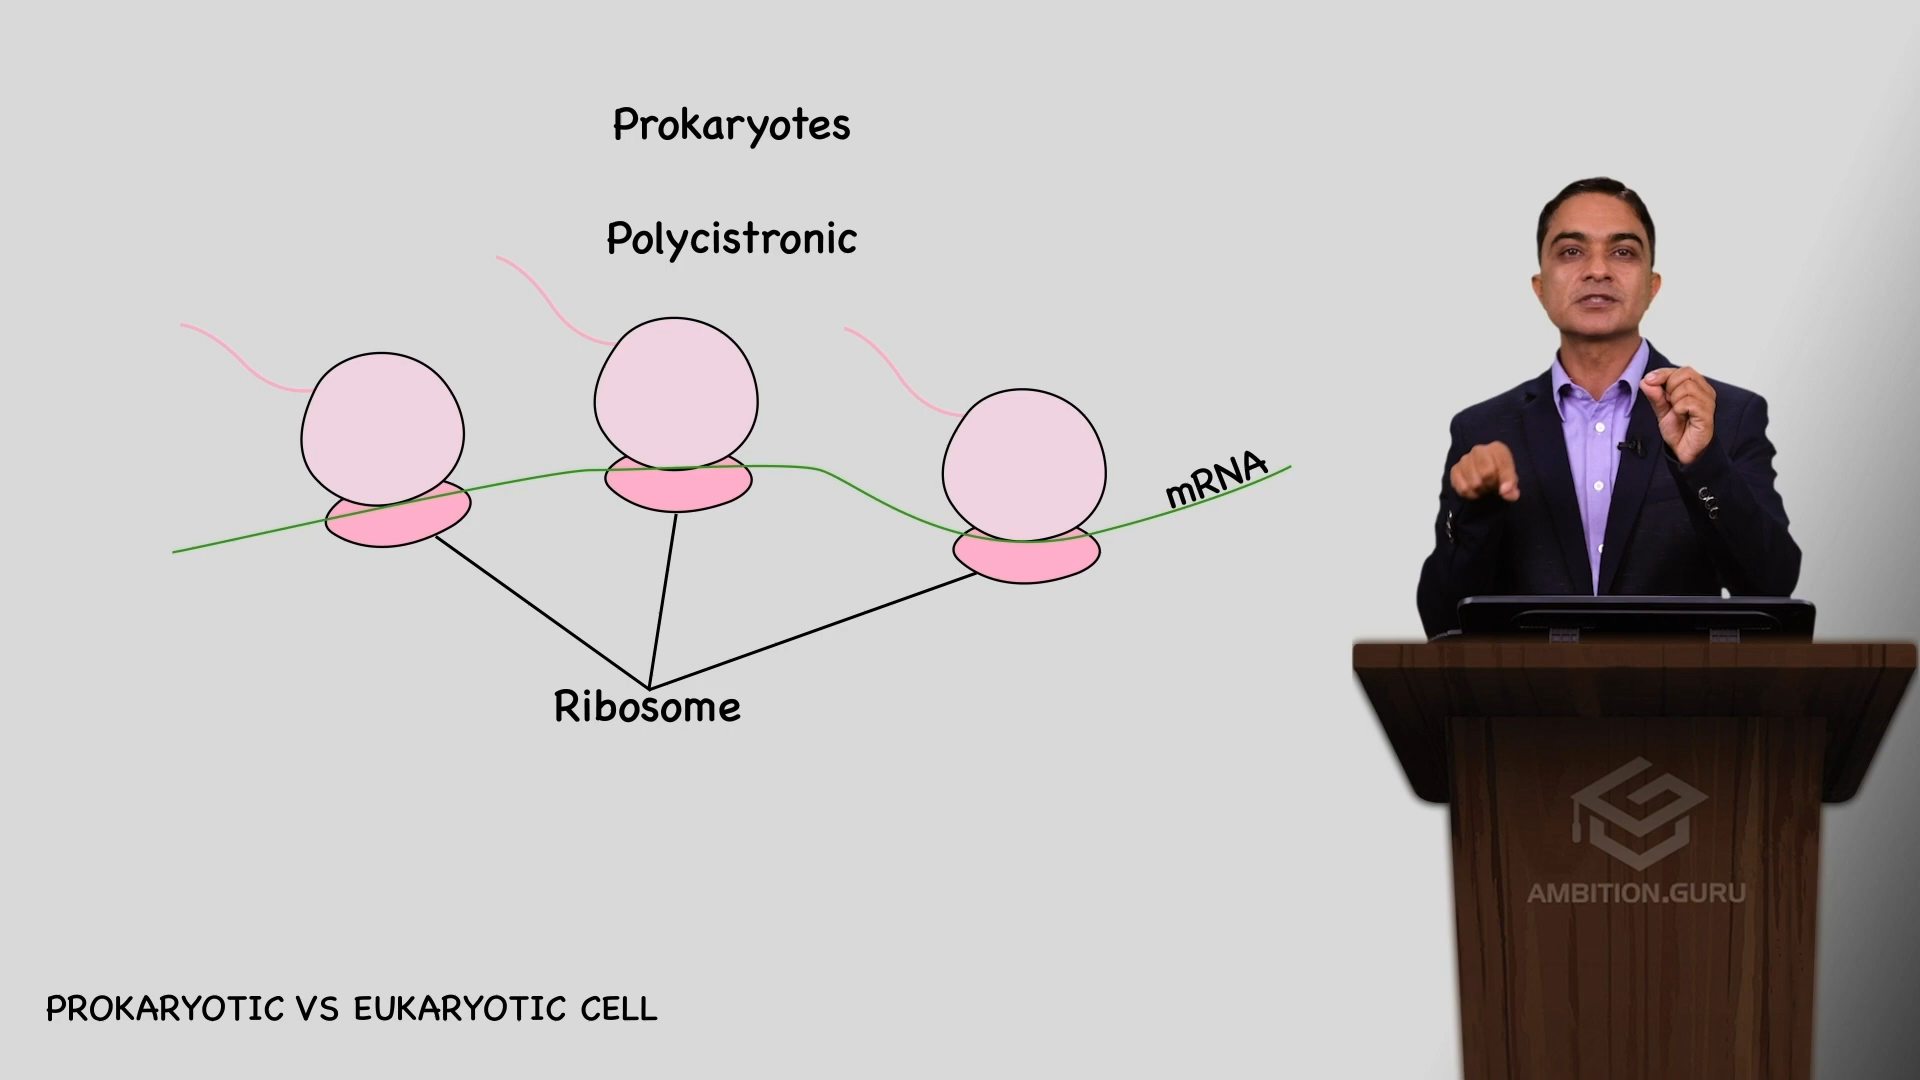 Prokaryotes
Polycistronic
mRNA
Ribosome
AMBITION.GURU
PROKARYOTIC VS EUKARYOTIC CELL